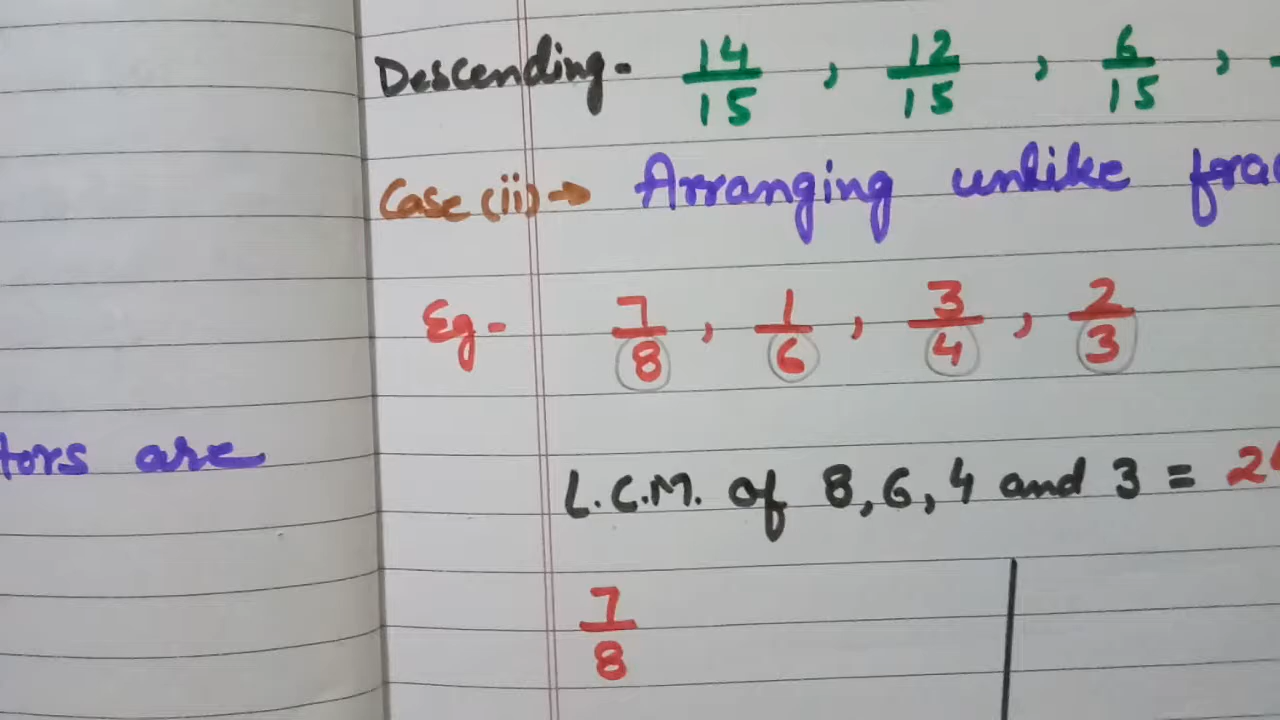 Descending- 14/15 , 12/15 , 6/15 ,
Case (ii) → Arranging unlike
Eg- 7/8 , 1/6 , 3/4 , 2/3
tors are
L.C.M. of 8, 6, 4 and 3 =
7/8